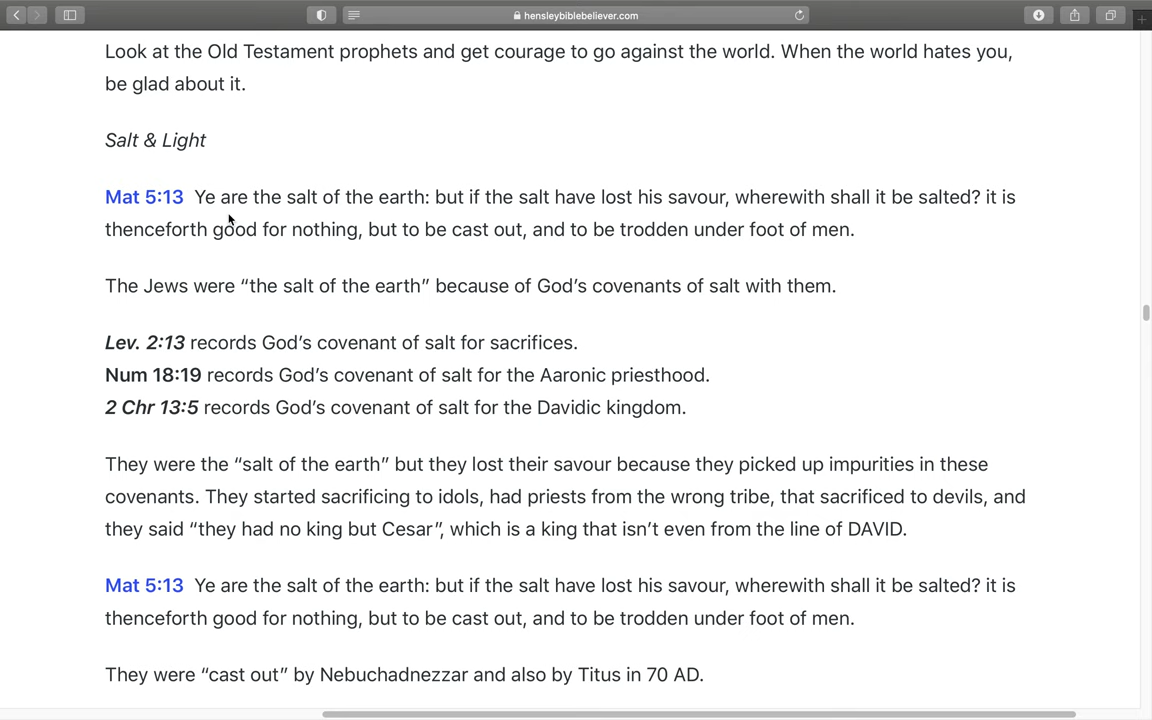 hensleybiblebeliever.com
Look at the Old Testament prophets and get courage to go against the world. When the world hates you,
be glad about it.
Salt & Light
Mat 5:13 Ye are the salt of the earth: but if the salt have lost his savour, wherewith shall it be salted? it is
thenceforth good for nothing, but to be cast out, and to be trodden under foot of men.
The Jews were “the salt of the earth” because of God’s covenants of salt with them.
Lev. 2:13 records God’s covenant of salt for sacrifices.
Num 18:19 records God’s covenant of salt for the Aaronic priesthood.
2 Chr 13:5 records God’s covenant of salt for the Davidic kingdom.
They were the “salt of the earth” but they lost their savour because they picked up impurities in these
covenants. They started sacrificing to idols, had priests from the wrong tribe, that sacrificed to devils, and
they said “they had no king but Cesar”, which is a king that isn’t even from the line of DAVID.
Mat 5:13 Ye are the salt of the earth: but if the salt have lost his savour, wherewith shall it be salted? it is
thenceforth good for nothing, but to be cast out, and to be trodden under foot of men.
They were “cast out” by Nebuchadnezzar and also by Titus in 70 AD.